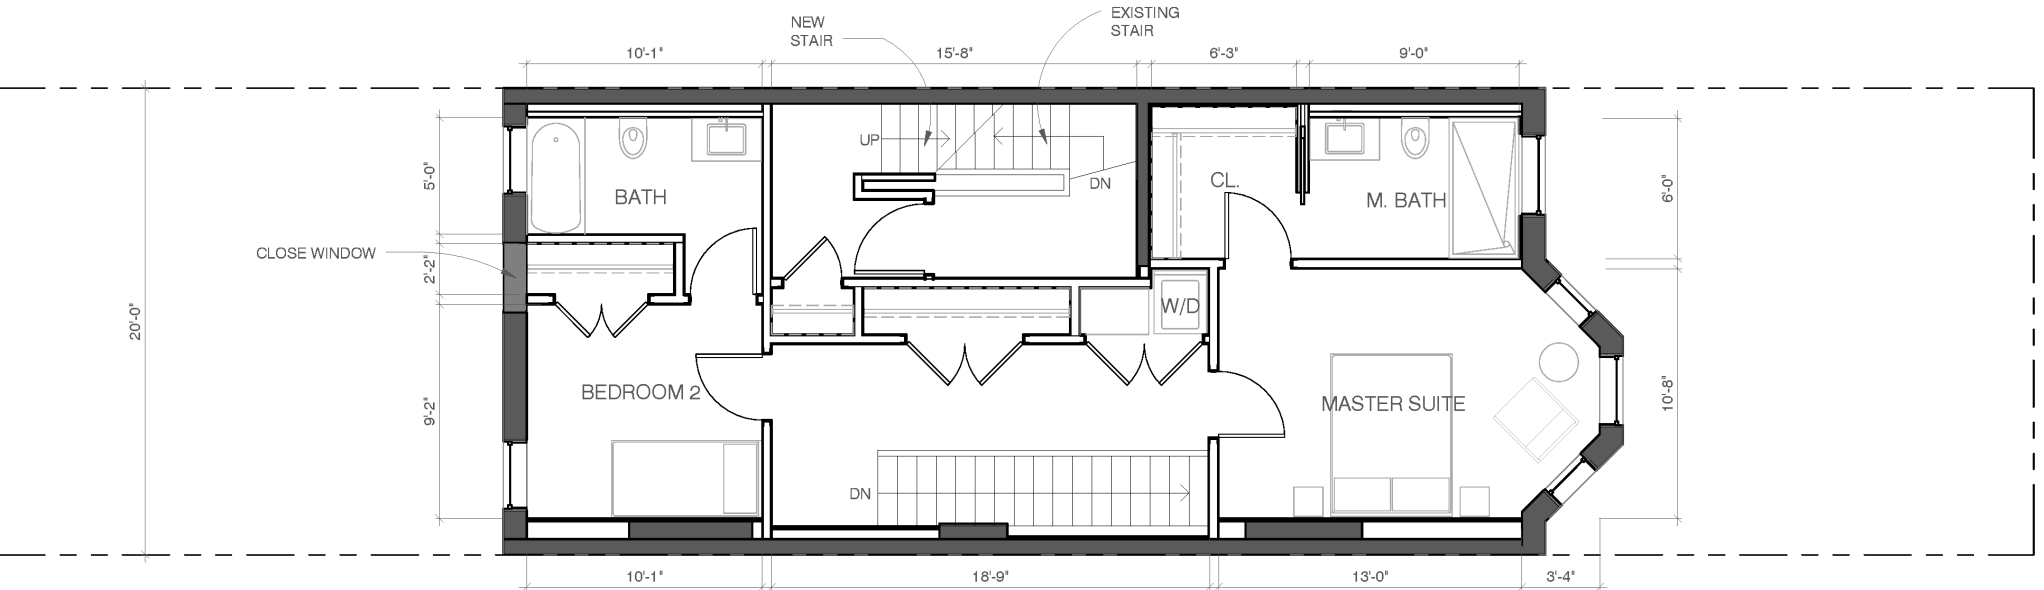 EXISTING
STAIR
NEW
STAIR
10'-1"
15'-8"
6'-3"
9'-0"
UP
DN
CL.
BATH
M. BATH
5'-0"
6'-0"
CLOSE WINDOW
2'-2"
20'-0"
W/D
BEDROOM 2
MASTER SUITE
9'-2"
10'-8"
DN
10'-1"
18'-9"
13'-0"
3'-4"